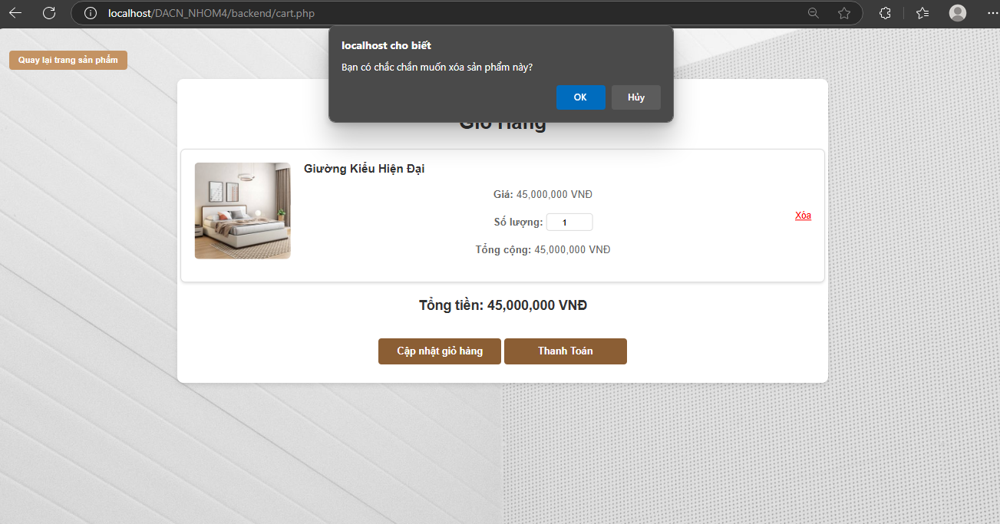 localhost/DACN_NHOM4/backend/cart.php
localhost cho biết
Bạn có chắc chắn muốn xóa sản phẩm này?
OK
Hủy
Quay lại trang sản phẩm
Giỏ Hàng
Giường Kiểu Hiện Đại
Giá: 45,000,000 VNĐ
Số lượng: 1
Tổng cộng: 45,000,000 VNĐ
Xóa
Tổng tiền: 45,000,000 VNĐ
Cập nhật giỏ hàng
Thanh Toán